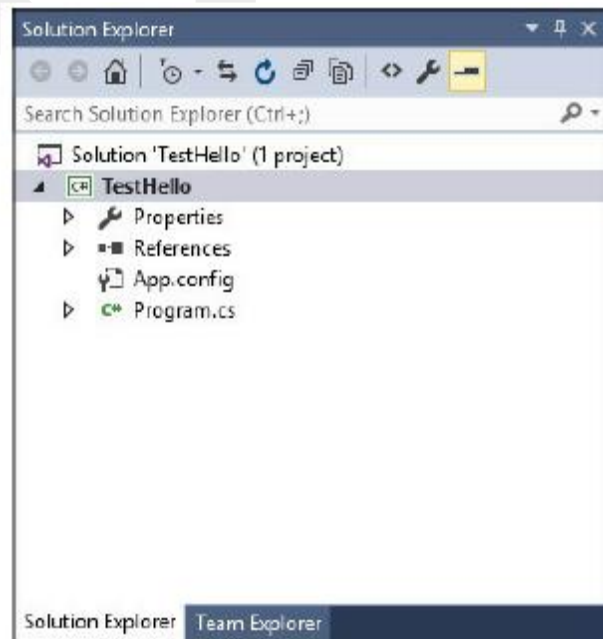 Solution Explorer
Search Solution Explorer (Ctrl+;)
Solution 'TestHello' (1 project)
C# TestHello
Properties
References
App.config
C# Program.cs
Solution Explorer Team Explorer